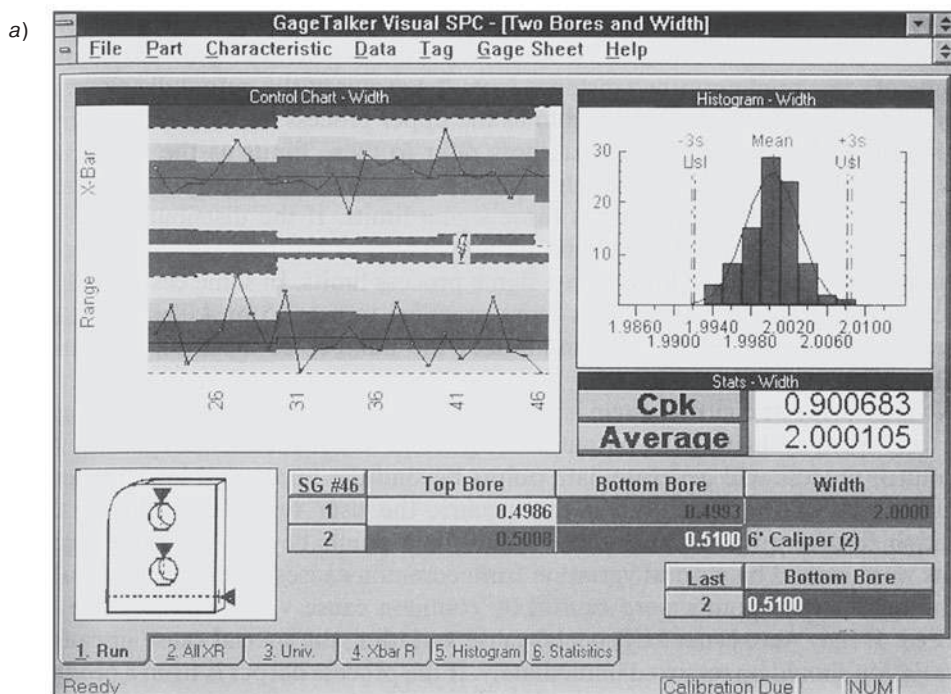 a)
GageTalker Visual SPC - [Two Bores and Width]
File Part Characteristic Data Tag Gage Sheet Help
Control Chart - Width
X-Bar
Range
26 31 36 41 46
Histogram - Width
-3s Mean +3s
Usl Usl
30
20
10
1.9860 1.9940 2.0020 2.0100
1.9900 1.9980 2.0060
Stats - Width
Cpk 0.900683
Average 2.000105
SG #46 Top Bore Bottom Bore Width
1 0.4986 0.4993 2.0000
2 0.5008 0.5100 6' Caliper (2)
Last Bottom Bore
2 0.5100
1. Run 2. All XR 3. Univ. 4. Xbar R 5. Histogram 6. Statisitics
Ready Calibration Due NUM